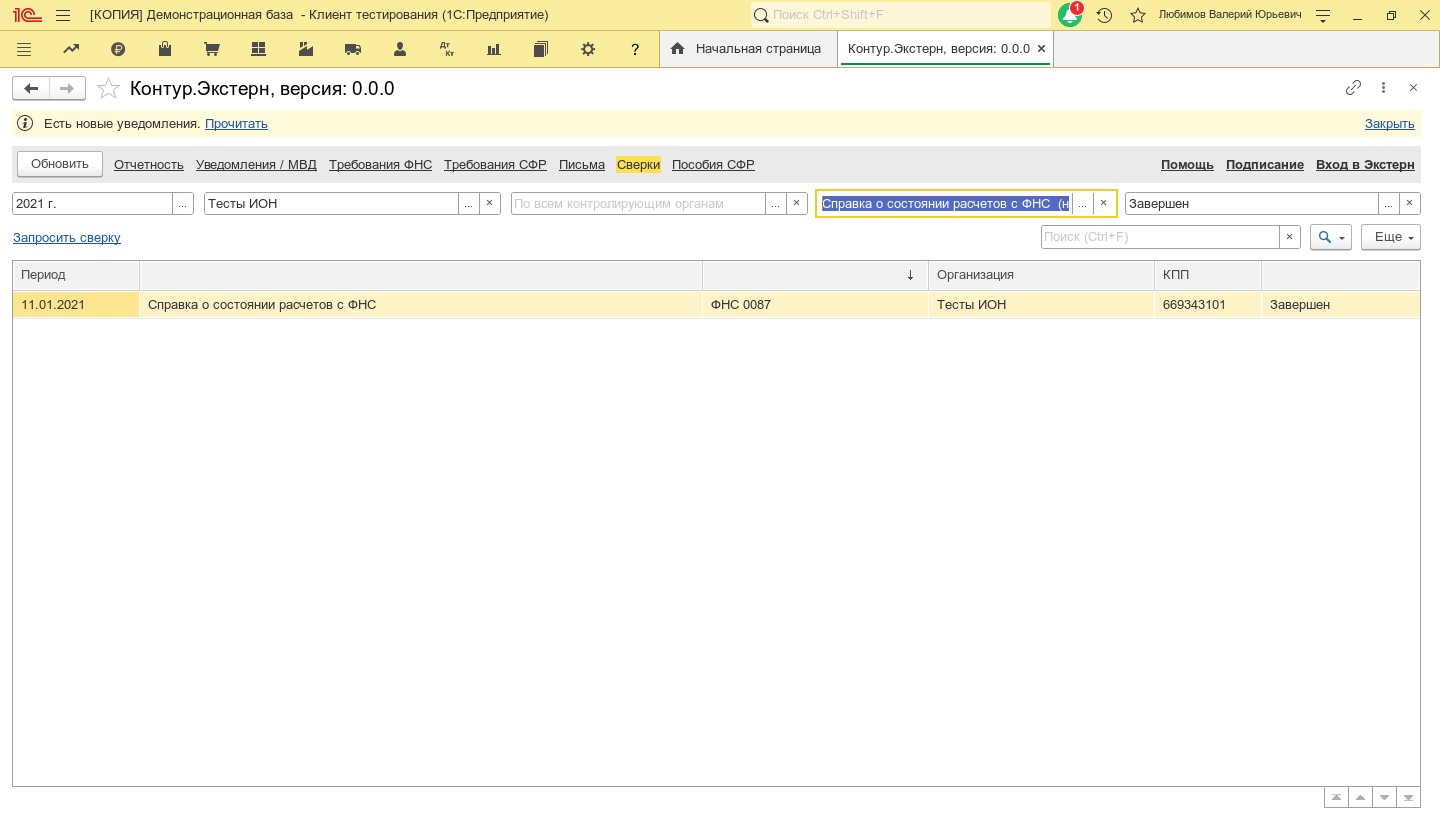 1С [КОПИЯ] Демонстрационная база - Клиент тестирования (1С:Предприятие) Поиск Ctrl+Shift+F 1 Любимов Валерий Юрьевич
Дт Кт ? Начальная страница Контур.Экстерн, версия: 0.0.0
Контур.Экстерн, версия: 0.0.0
Есть новые уведомления. Прочитать Закрыть
Обновить Отчетность Уведомления / МВД Требования ФНС Требования СФР Письма Сверки Пособия СФР Помощь Подписание Вход в Экстерн
2021 г. ... Тесты ИОН ... По всем контролирующим органам ... Справка о состоянии расчетов с ФНС (н ... Завершен ...
Запросить сверку Поиск (Ctrl+F) Еще
Период Организация КПП
11.01.2021 Справка о состоянии расчетов с ФНС ФНС 0087 Тесты ИОН 669343101 Завершен